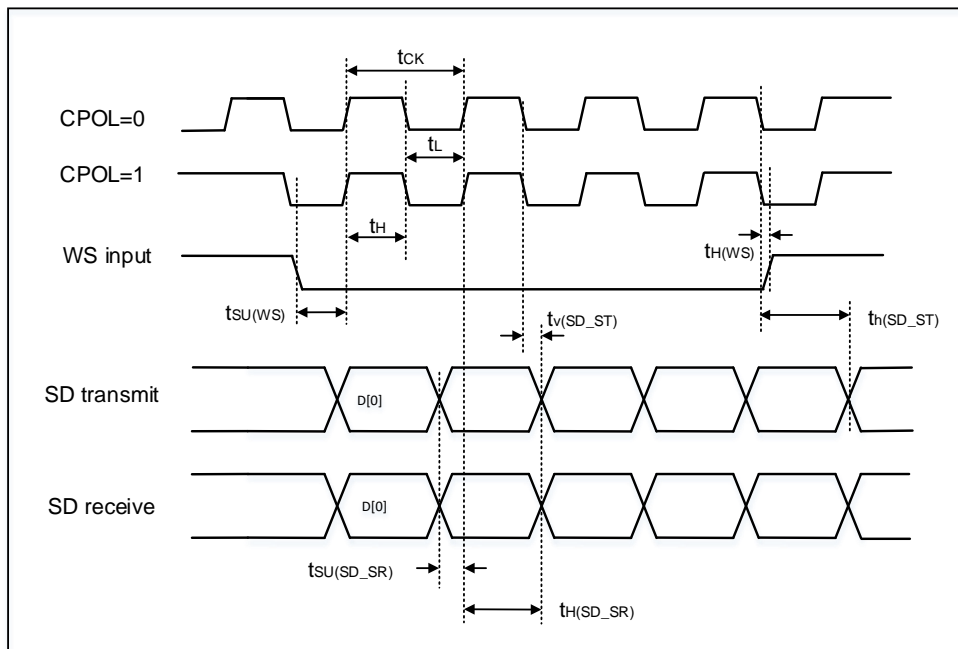 tCK
CPOL=0
tL
CPOL=1
tH
WS input
tH(WS)
tSU(WS)
tv(SD_ST)
th(SD_ST)
SD transmit
D[0]
SD receive
D[0]
tSU(SD_SR)
tH(SD_SR)